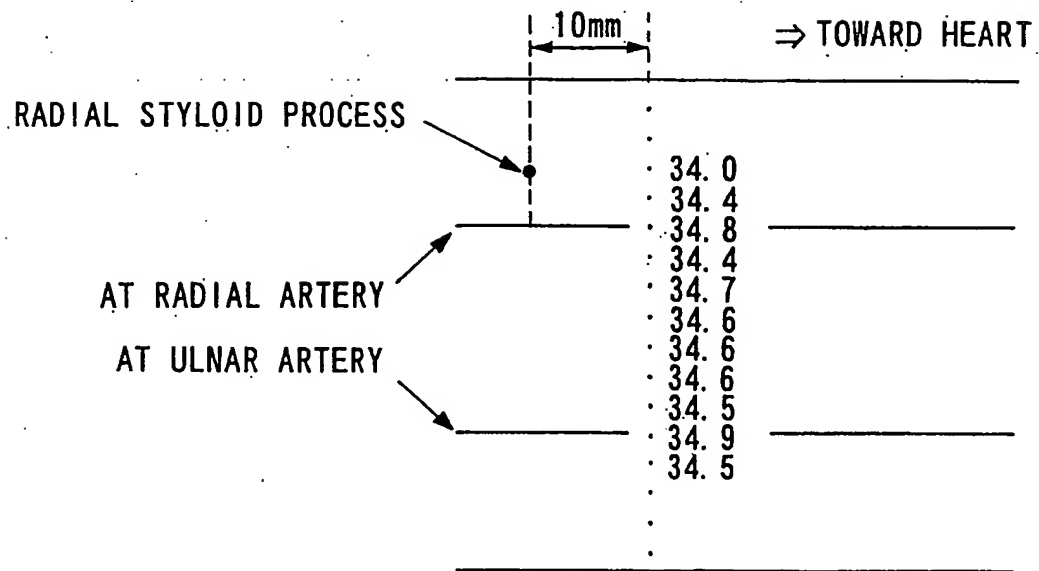 10mm
⇒ TOWARD HEART
RADIAL STYLOID PROCESS
34.0
34.4
34.8
34.4
34.7
34.6
34.6
34.6
34.5
34.9
34.5
AT RADIAL ARTERY
AT ULNAR ARTERY